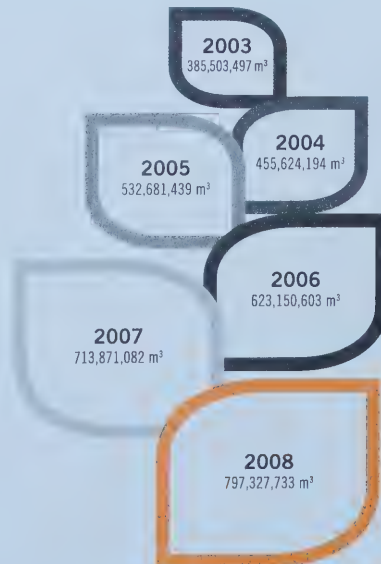 2003
385,503,497 m³
2004
455,624,194 m³
2005
532,681,439 m³
2006
623,150,603 m³
2007
713,871,082 m³
2008
797,327,733 m³